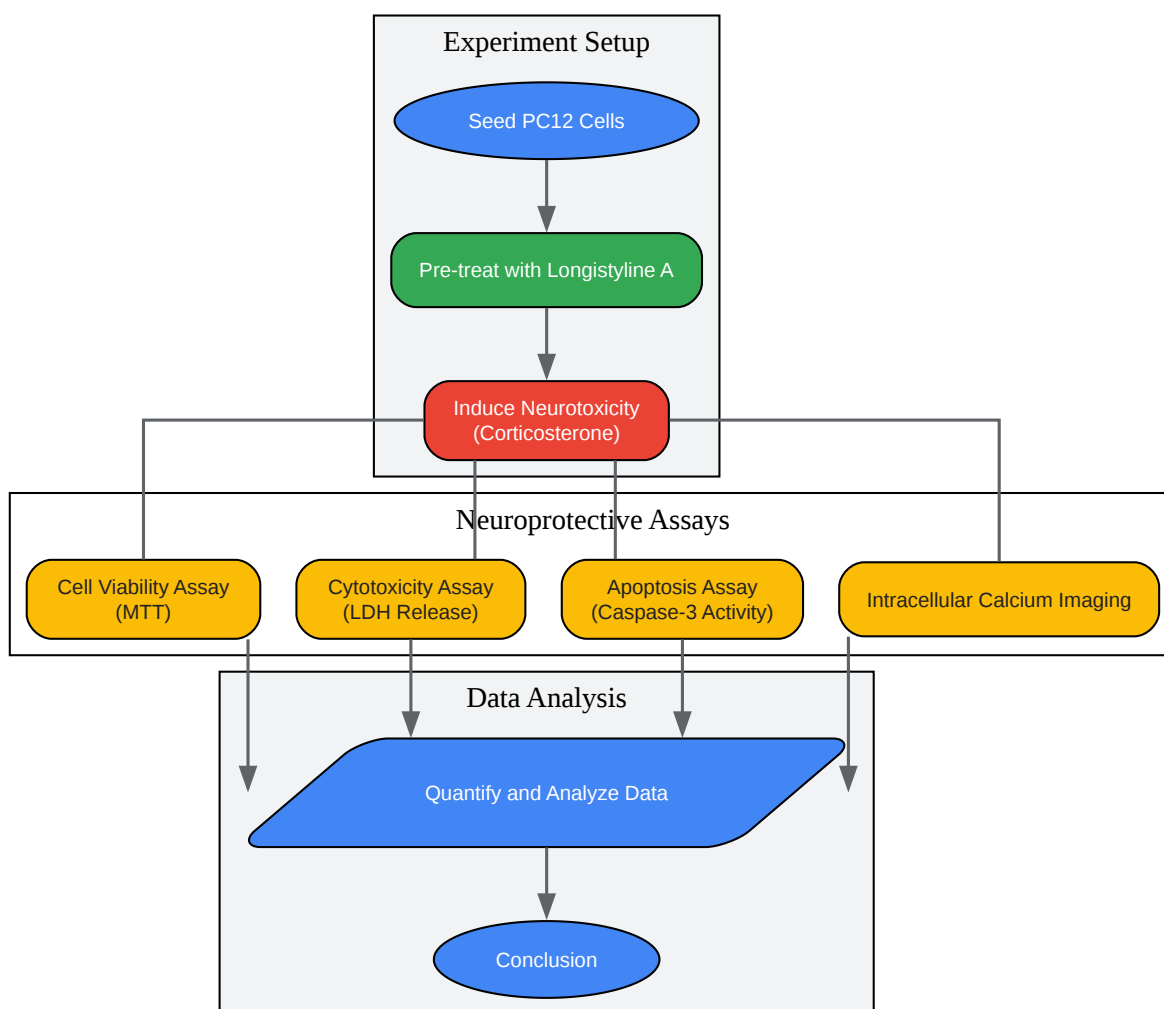 Experiment Setup
Seed PC12 Cells
Pre-treat with Longistyline A
Induce Neurotoxicity
(Corticosterone)
Neuroprotective Assays
Cell Viability Assay
(MTT)
Cytotoxicity Assay
(LDH Release)
Apoptosis Assay
(Caspase-3 Activity)
Intracellular Calcium Imaging
Data Analysis
Quantify and Analyze Data
Conclusion